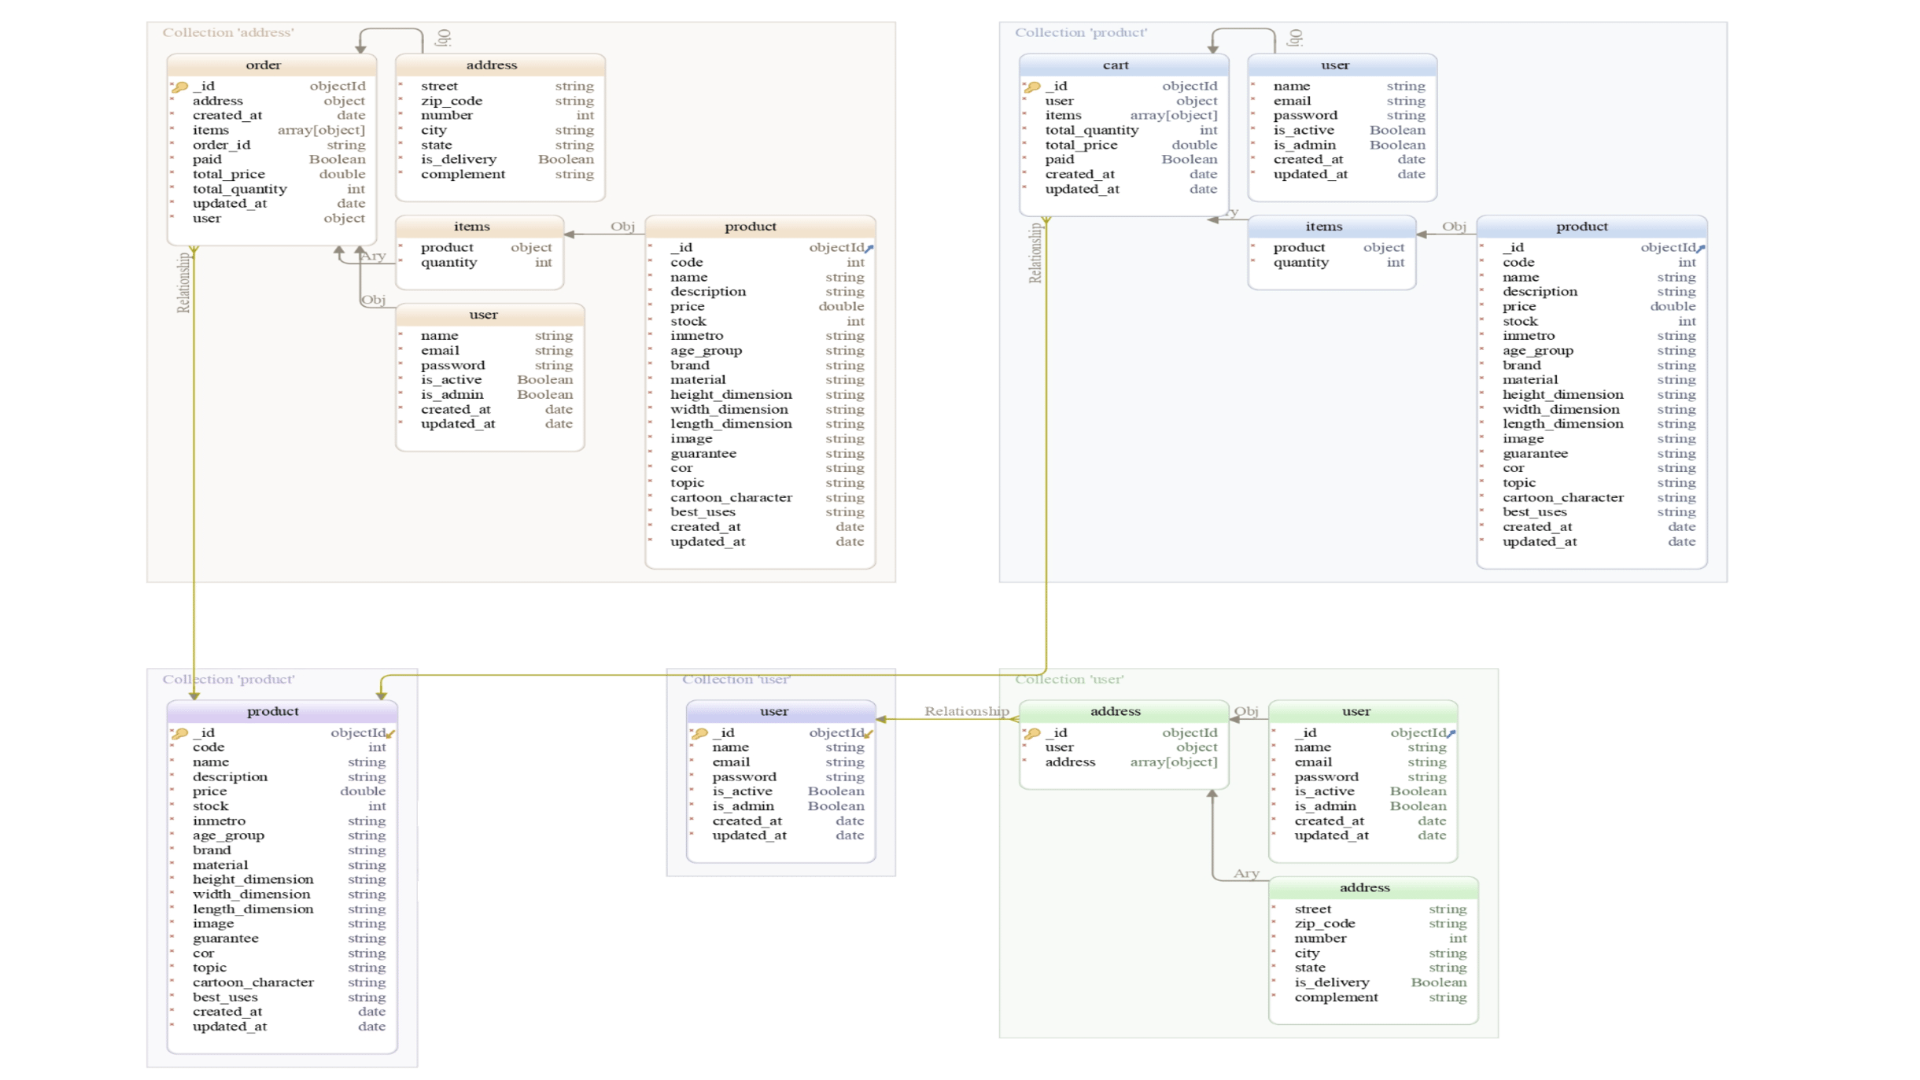 Collection 'address'
Obj
order
_id objectId
address object
created_at date
items array[object]
order_id string
paid Boolean
total_price double
total_quantity int
updated_at date
user object
address
street string
zip_code string
number int
city string
state string
is_delivery Boolean
complement string
items
product object
quantity int
Obj
Ary
Obj
user
name string
email string
password string
is_active Boolean
is_admin Boolean
created_at date
updated_at date
product
_id objectId
code int
name string
description string
price double
stock int
inmetro string
age_group string
brand string
material string
height_dimension string
width_dimension string
length_dimension string
image string
guarantee string
cor string
topic string
cartoon_character string
best_uses string
created_at date
updated_at date
Relationship
Collection 'product'
Obj
cart
_id objectId
user object
items array[object]
total_quantity int
total_price double
paid Boolean
created_at date
updated_at date
user
name string
email string
password string
is_active Boolean
is_admin Boolean
created_at date
updated_at date
items
product object
quantity int
Obj
product
_id objectId
code int
name string
description string
price double
stock int
inmetro string
age_group string
brand string
material string
height_dimension string
width_dimension string
length_dimension string
image string
guarantee string
cor string
topic string
cartoon_character string
best_uses string
created_at date
updated_at date
Relationship
Collection 'product'
product
_id objectId
code int
name string
description string
price double
stock int
inmetro string
age_group string
brand string
material string
height_dimension string
width_dimension string
length_dimension string
image string
guarantee string
cor string
topic string
cartoon_character string
best_uses string
created_at date
updated_at date
Collection 'user'
user
_id objectId
name string
email string
password string
is_active Boolean
is_admin Boolean
created_at date
updated_at date
Relationship
Collection 'user'
address
_id objectId
user object
address array[object]
Obj
user
_id objectId
name string
email string
password string
is_active Boolean
is_admin Boolean
created_at date
updated_at date
Ary
address
street string
zip_code string
number int
city string
state string
is_delivery Boolean
complement string